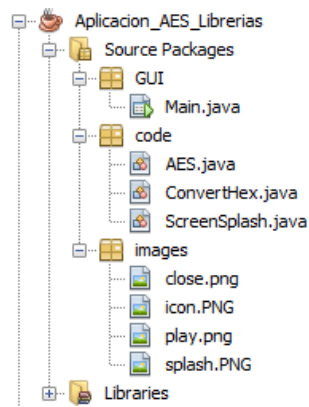 Aplicacion_AES_Librerias
Source Packages
GUI
Main.java
code
AES.java
ConvertHex.java
ScreenSplash.java
images
close.png
icon.PNG
play.png
splash.PNG
Libraries